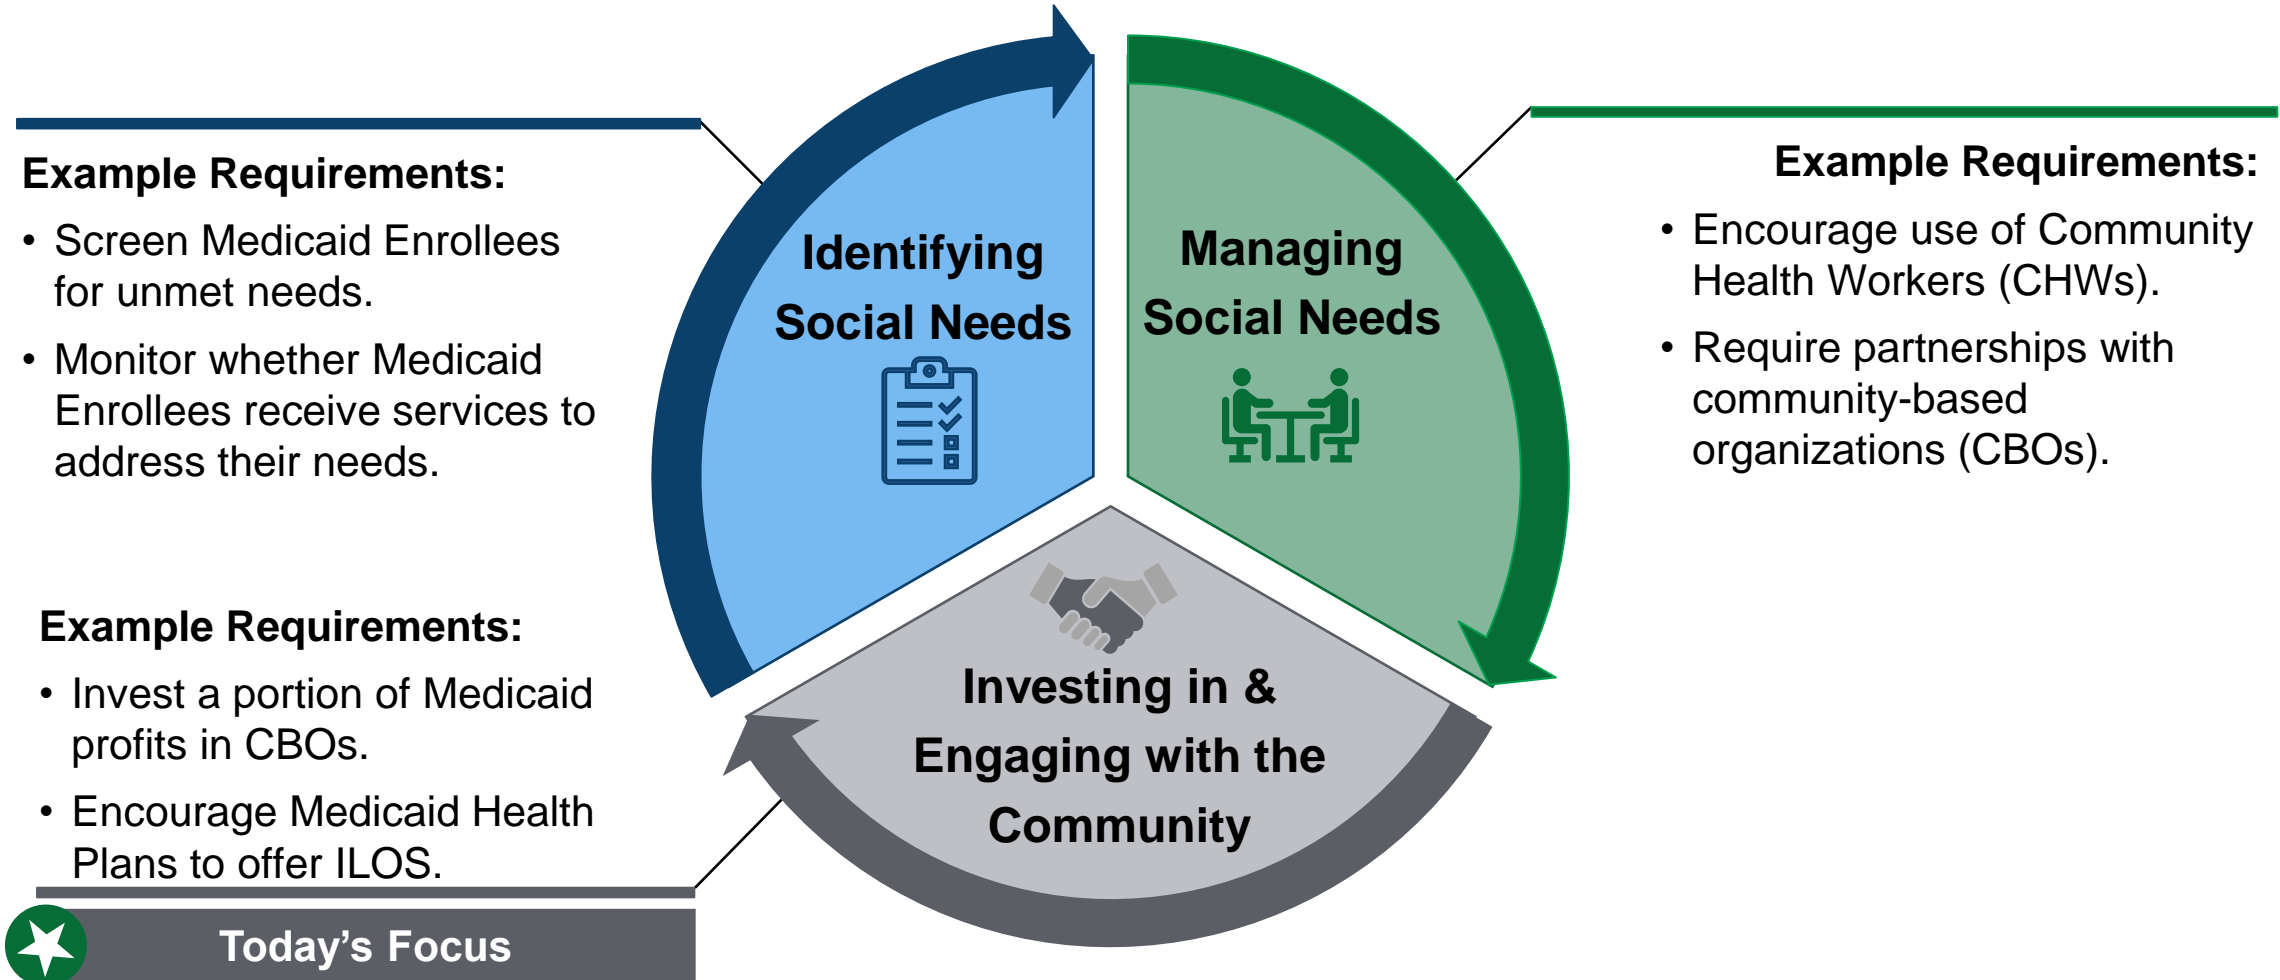 Example Requirements:
• Screen Medicaid Enrollees
for unmet needs.
• Monitor whether Medicaid
Enrollees receive services to
address their needs.
Identifying
Social Needs
Managing
Social Needs
Example Requirements:
• Encourage use of Community
Health Workers (CHWs).
• Require partnerships with
community-based
organizations (CBOs).
Example Requirements:
• Invest a portion of Medicaid
profits in CBOs.
• Encourage Medicaid Health
Plans to offer ILOS.
Investing in &
Engaging with the
Community
Today’s Focus